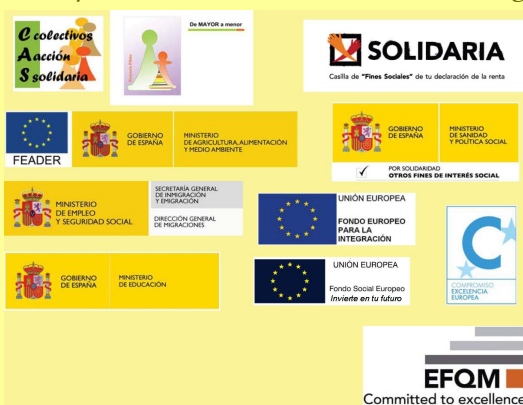 C colectivos
A acción
S solidaria
De MAYOR a menor
X SOLIDARIA
Casilla de "Fines Sociales" de tu declaración de la renta
FEADER
GOBIERNO
DE ESPAÑA
MINISTERIO
DE AGRICULTURA, ALIMENTACIÓN
Y MEDIO AMBIENTE
GOBIERNO
DE ESPAÑA
MINISTERIO
DE SANIDAD
Y POLÍTICA SOCIAL
POR SOLIDARIDAD
OTROS FINES DE INTERÉS SOCIAL
MINISTERIO
DE EMPLEO
Y SEGURIDAD SOCIAL
SECRETARÍA GENERAL
DE INMIGRACIÓN
Y EMIGRACIÓN
DIRECCIÓN GENERAL
DE MIGRACIONES
UNIÓN EUROPEA
FONDO EUROPEO
PARA LA
INTEGRACIÓN
GOBIERNO
DE ESPAÑA
MINISTERIO
DE EDUCACIÓN
UNIÓN EUROPEA
Fondo Social Europeo
Invierte en tu futuro
COMPROMISO
EXCELENCIA
EUROPEA
EFQM
Committed to excellence